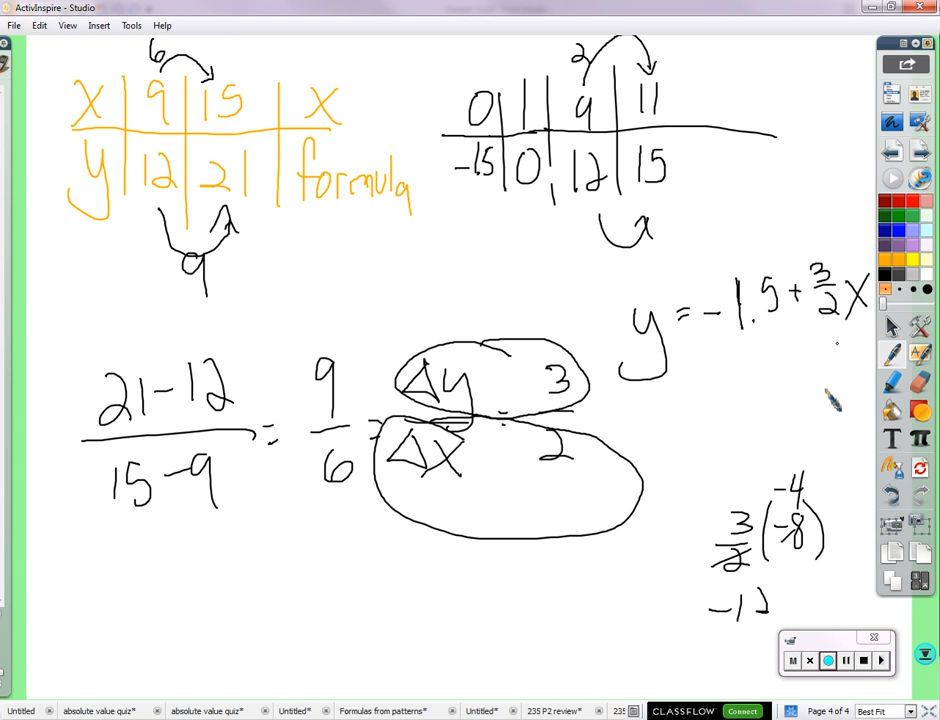 ActivInspire - Studio
File Edit View Insert Tools Help
6
X 9 15 X
y 12 21 formula
9
2
0 1 9 11
-15 0 12 15
y = -1.5 + 3/2 X
21-12 / 15-9 = 9/6 = Δy/Δx = 3/2
3/2 (-8) -4
-12
M X
Untitled absolute value quiz* absolute value quiz* Untitled* Formulas from patterns* Untitled* 235 P2 review* 235 CLASSFLOW Connect Page 4 of 4 Best Fit